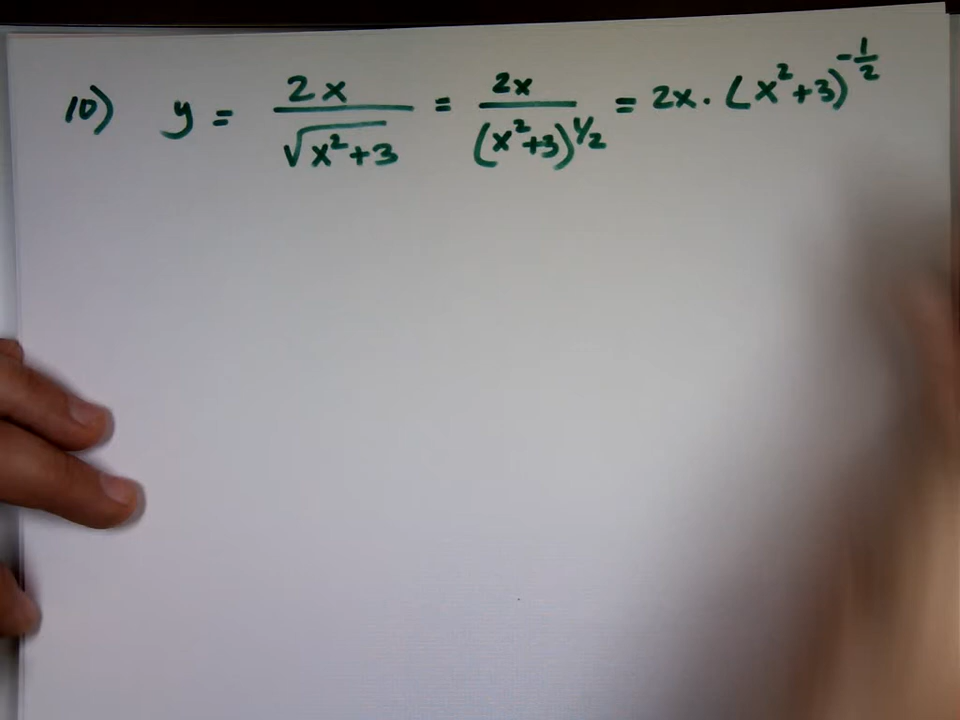 10) y = 2x / √x²+3 = 2x / (x²+3)^1/2 = 2x · (x²+3)^-1/2